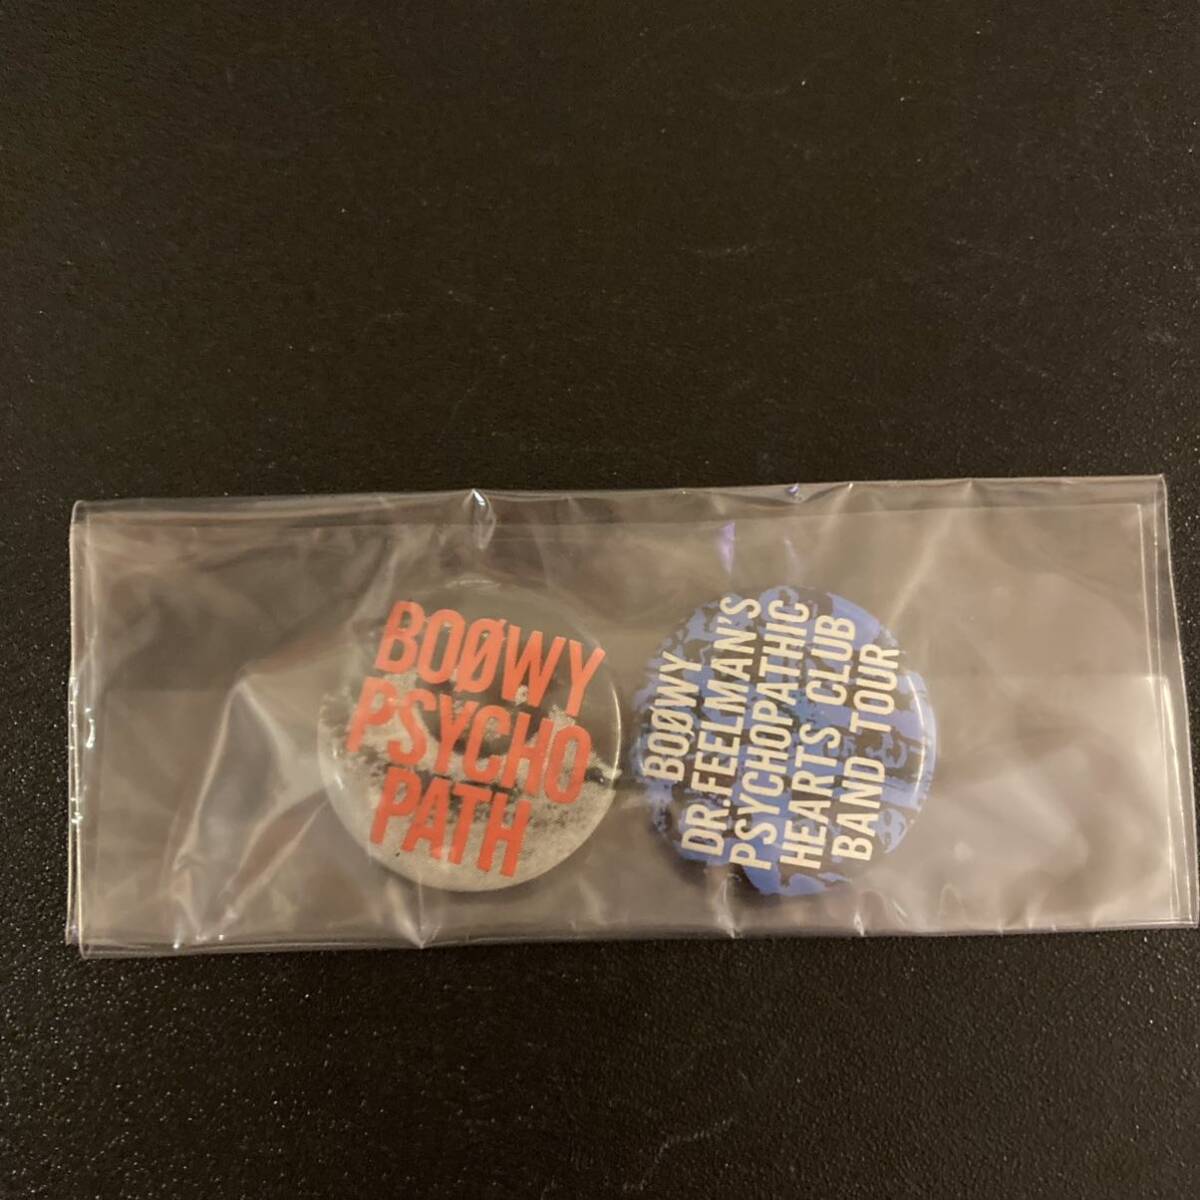 BOØWY
PSYCHO
PATH
BOØWY
DR.FEELMAN'S
PSYCHOPATHIC
HEARTS CLUB
BAND TOUR